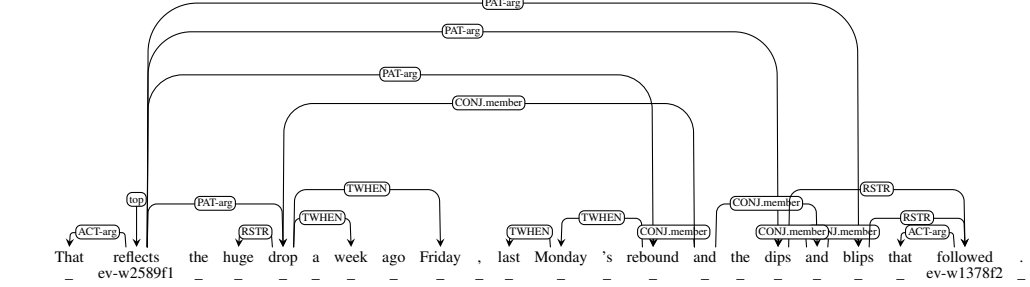 PAT-arg
PAT-arg
PAT-arg
CONJ.member
top PAT-arg TWHEN RSTR
TWHEN TWHEN CONJ.member RSTR
ACT-arg RSTR TWHEN CONJ.member CONJ.member NJ.member ACT-arg
That reflects the huge drop a week ago Friday , last Monday 's rebound and the dips and blips that followed .
_ ev-w2589f1 _ _ _ _ _ _ _ _ _ _ _ _ _ _ _ _ _ _ ev-w1378f2 _